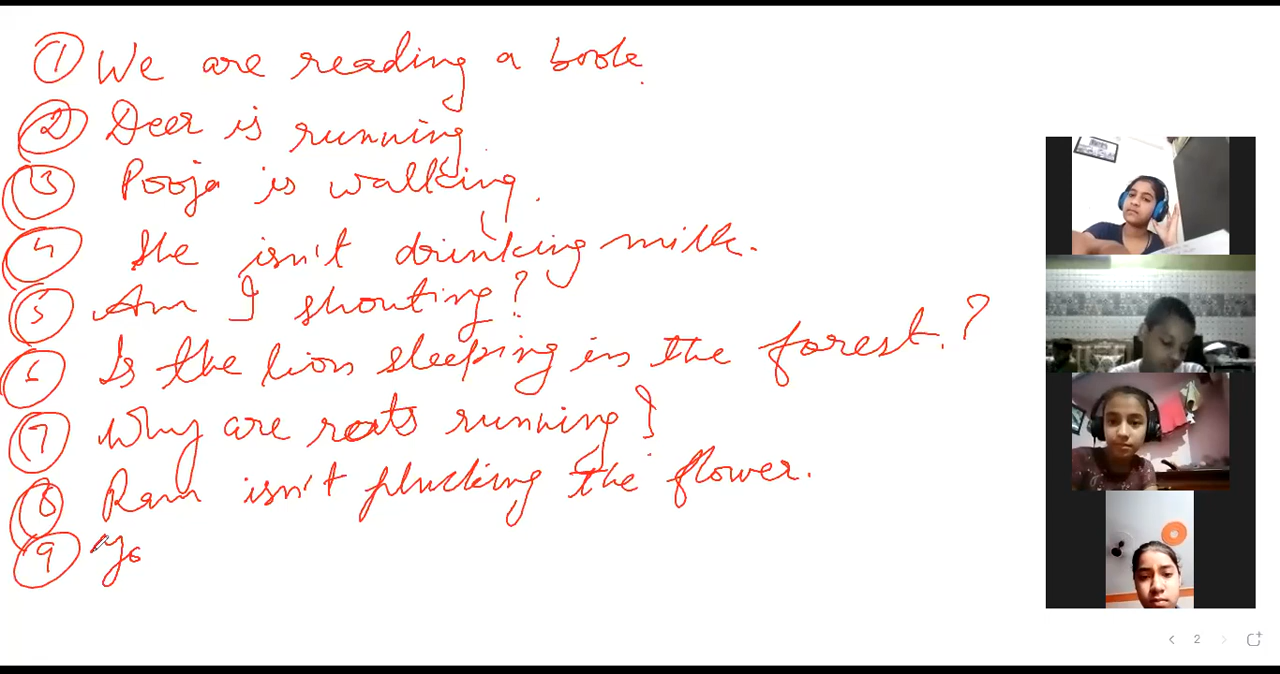 ① We are reading a book.
② Deer is running.
③ Pooja is walking.
④ She isn't drinking milk.
⑤ Am I shouting?
⑥ Is the lion sleeping in the forest.?
⑦ Why are rats running?
⑧ Ram isn't plucking the flower.
⑨ Yo
2